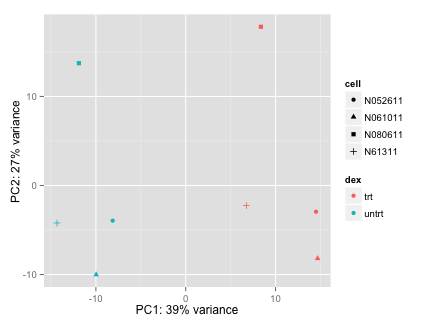 PC2: 27% variance
10
0
-10
-10
0
10
PC1: 39% variance
cell
N052611
N061011
N080611
N61311
dex
trt
untrt